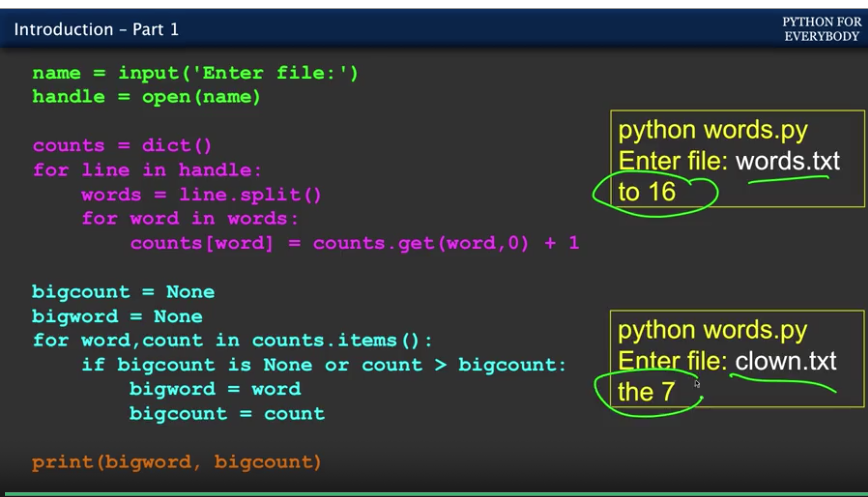 Introduction – Part 1
PYTHON FOR
EVERYBODY
name = input('Enter file:')
handle = open(name)
counts = dict()
for line in handle:
    words = line.split()
    for word in words:
        counts[word] = counts.get(word,0) + 1
bigcount = None
bigword = None
for word,count in counts.items():
    if bigcount is None or count > bigcount:
        bigword = word
        bigcount = count
print(bigword, bigcount)
python words.py
Enter file: words.txt
to 16
python words.py
Enter file: clown.txt
the 7